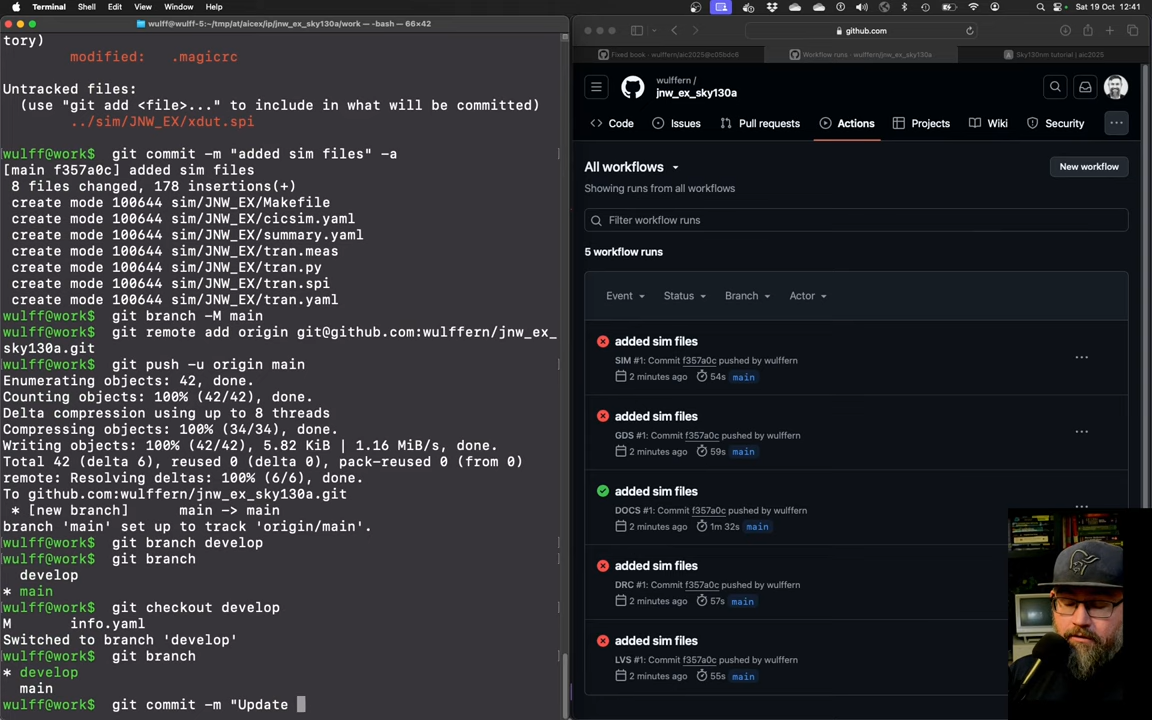 Terminal Shell Edit View Window Help
Sat 19 Oct 12:41
wulff@wulff-5:~/tmp/at/aicex/ip/jnw_ex_sky130a/work — -bash — 66×42
tory)
modified: .magicrc
Untracked files:
(use "git add <file>..." to include in what will be committed)
../sim/JNW_EX/xdut.spi
wulff@work$ git commit -m "added sim files" -a
[main f357a0c] added sim files
8 files changed, 178 insertions(+)
create mode 100644 sim/JNW_EX/Makefile
create mode 100644 sim/JNW_EX/cicsim.yaml
create mode 100644 sim/JNW_EX/summary.yaml
create mode 100644 sim/JNW_EX/tran.meas
create mode 100644 sim/JNW_EX/tran.py
create mode 100644 sim/JNW_EX/tran.spi
create mode 100644 sim/JNW_EX/tran.yaml
wulff@work$ git branch -M main
wulff@work$ git remote add origin git@github.com:wulffern/jnw_ex_
sky130a.git
wulff@work$ git push -u origin main
Enumerating objects: 42, done.
Counting objects: 100% (42/42), done.
Delta compression using up to 8 threads
Compressing objects: 100% (34/34), done.
Writing objects: 100% (42/42), 5.82 KiB | 1.16 MiB/s, done.
Total 42 (delta 6), reused 0 (delta 0), pack-reused 0 (from 0)
remote: Resolving deltas: 100% (6/6), done.
To github.com:wulffern/jnw_ex_sky130a.git
* [new branch] main -> main
branch 'main' set up to track 'origin/main'.
wulff@work$ git branch develop
wulff@work$ git branch
develop
* main
wulff@work$ git checkout develop
M info.yaml
Switched to branch 'develop'
wulff@work$ git branch
* develop
main
wulff@work$ git commit -m "Update
github.com
Fixed book · wulffern/aic2025@c05bdc6
Workflow runs · wulffern/jnw_ex_sky130a
Sky130nm tutorial | aic2025
wulffern /
jnw_ex_sky130a
Code Issues Pull requests Actions Projects Wiki Security
All workflows
New workflow
Showing runs from all workflows
Filter workflow runs
5 workflow runs
Event Status Branch Actor
added sim files
SIM #1: Commit f357a0c pushed by wulffern
2 minutes ago 54s main
added sim files
GDS #1: Commit f357a0c pushed by wulffern
2 minutes ago 59s main
added sim files
DOCS #1: Commit f357a0c pushed by wulffern
2 minutes ago 1m 32s main
added sim files
DRC #1: Commit f357a0c pushed by wulffern
2 minutes ago 57s main
added sim files
LVS #1: Commit f357a0c pushed by wulffern
2 minutes ago 55s main